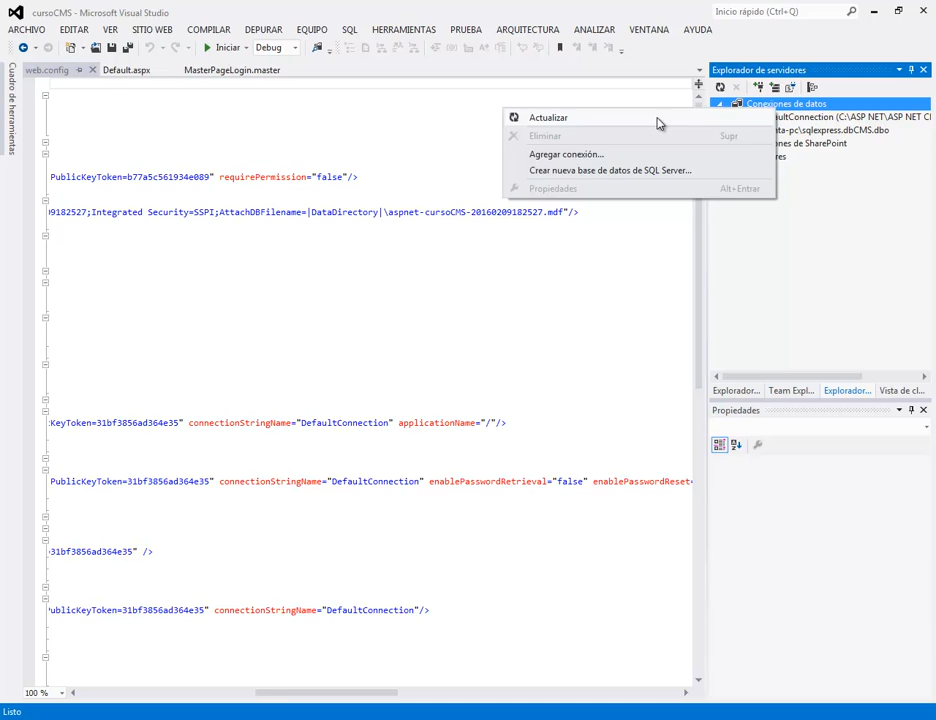 cursoCMS - Microsoft Visual Studio
Inicio rápido (Ctrl+Q)
ARCHIVO EDITAR VER SITIO WEB COMPILAR DEPURAR EQUIPO SQL HERRAMIENTAS PRUEBA ARQUITECTURA ANALIZAR VENTANA AYUDA
Iniciar Debug
Cuadro de herramientas
web.config Default.aspx MasterPageLogin.master
PublicKeyToken=b77a5c561934e089" requirePermission="false"/>
)9182527;Integrated Security=SSPI;AttachDBFilename=|DataDirectory|\aspnet-cursoCMS-20160209182527.mdf"/>
KeyToken=31bf3856ad364e35" connectionStringName="DefaultConnection" applicationName="/"/>
PublicKeyToken=31bf3856ad364e35" connectionStringName="DefaultConnection" enablePasswordRetrieval="false" enablePasswordReset=
31bf3856ad364e35" />
ublicKeyToken=31bf3856ad364e35" connectionStringName="DefaultConnection"/>
100 %
Actualizar
Eliminar Supr
Agregar conexión...
Crear nueva base de datos de SQL Server...
Propiedades Alt+Entrar
Explorador de servidores
Conexiones de datos
aultConnection (C:\ASP NET\ASP NET Cl
ta-pc\sqlexpress.dbCMS.dbo
nes de SharePoint
res
Explorador... Team Expl... Explorador... Vista de cl...
Propiedades
Listo